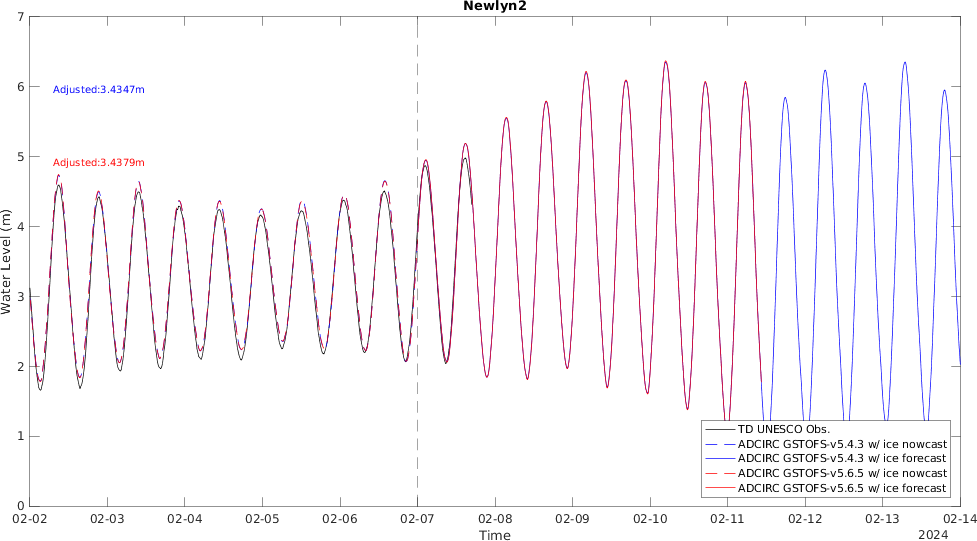 Newlyn2
7
6
5
4
3
2
1
0
Water Level (m)
Adjusted:3.4347m
Adjusted:3.4379m
TD UNESCO Obs.
ADCIRC GSTOFS-v5.4.3 w/ ice nowcast
ADCIRC GSTOFS-v5.4.3 w/ ice forecast
ADCIRC GSTOFS-v5.6.5 w/ ice nowcast
ADCIRC GSTOFS-v5.6.5 w/ ice forecast
02-02 02-03 02-04 02-05 02-06 02-07 02-08 02-09 02-10 02-11 02-12 02-13 02-14
Time
2024